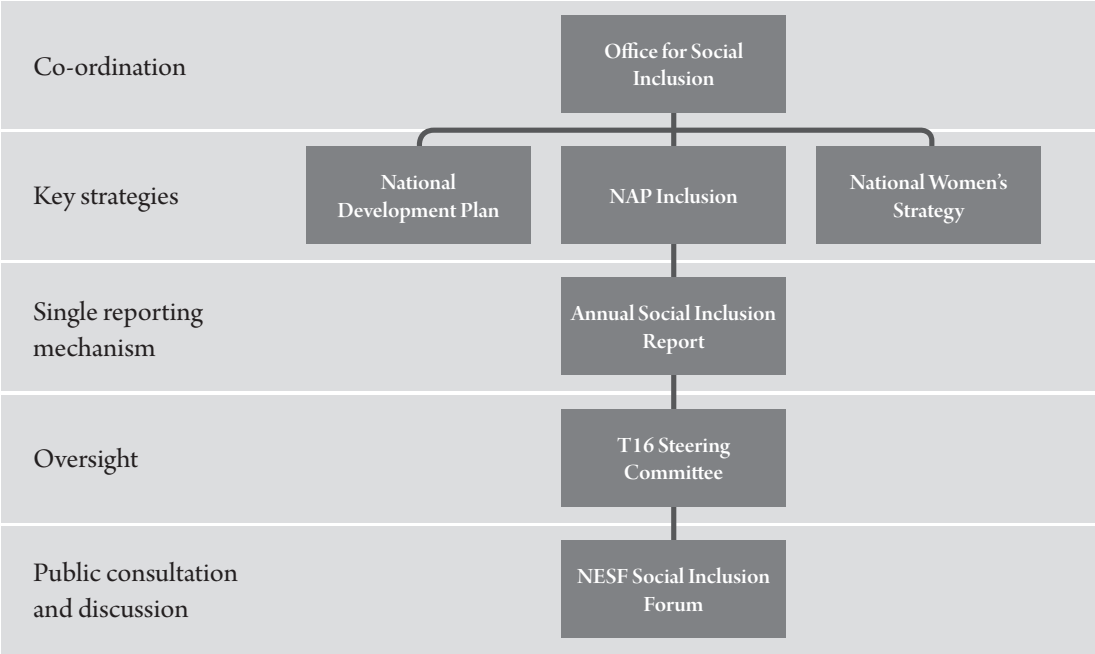 Co-ordination
Office for Social
Inclusion
Key strategies
National
Development Plan
NAP Inclusion
National Women’s
Strategy
Single reporting
mechanism
Annual Social Inclusion
Report
Oversight
T16 Steering
Committee
Public consultation
and discussion
NESF Social Inclusion
Forum